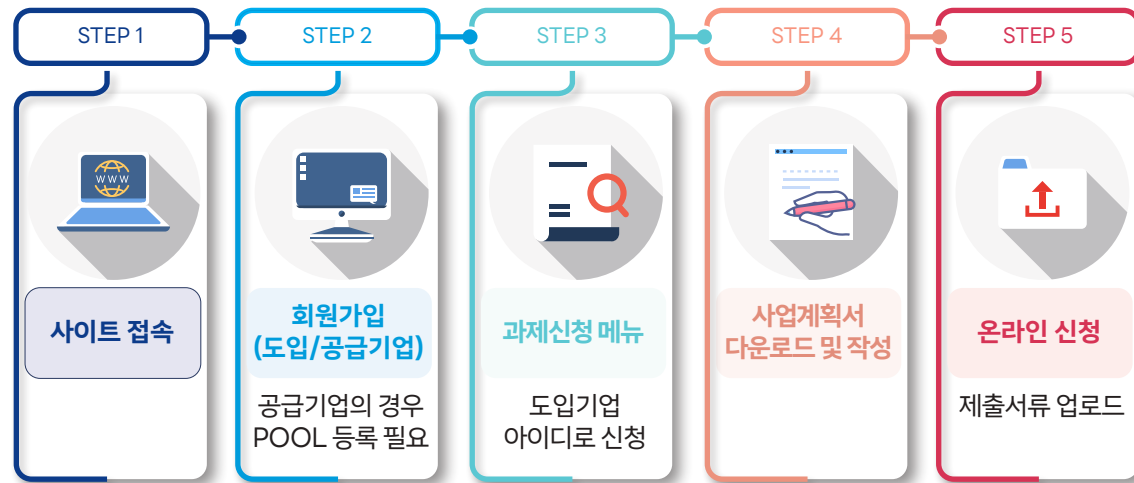 STEP 1
STEP 2
STEP 3
STEP 4
STEP 5
WWW
사이트 접속
회원가입
(도입/공급기업)
공급기업의 경우
POOL 등록 필요
과제신청 메뉴
도입기업
아이디로 신청
사업계획서
다운로드 및 작성
온라인 신청
제출서류 업로드